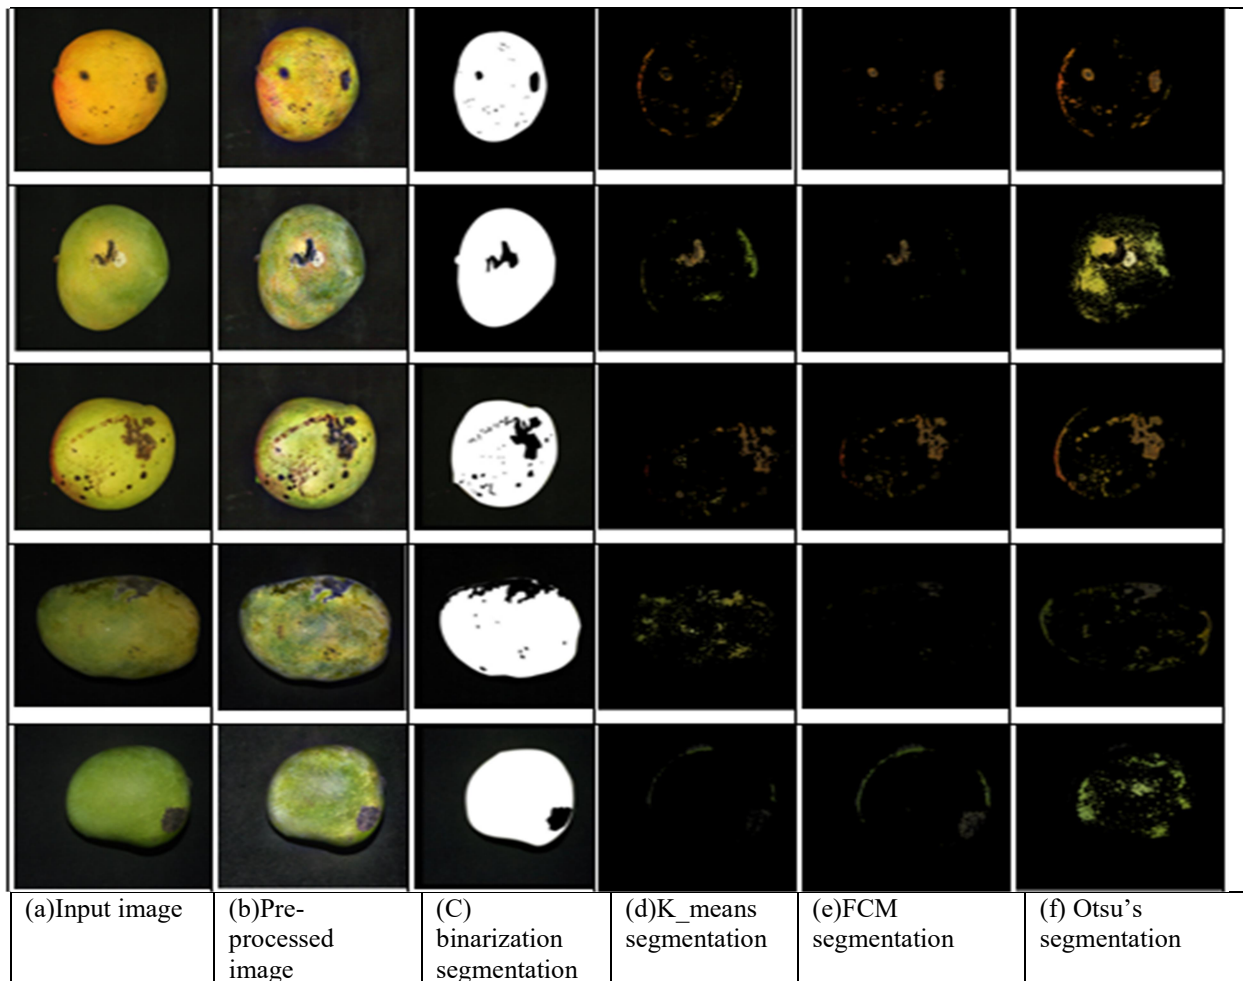 (a)Input image
(b)Pre-
processed
image
(C)
binarization
segmentation
(d)K_means
segmentation
(e)FCM
segmentation
(f) Otsu’s
segmentation